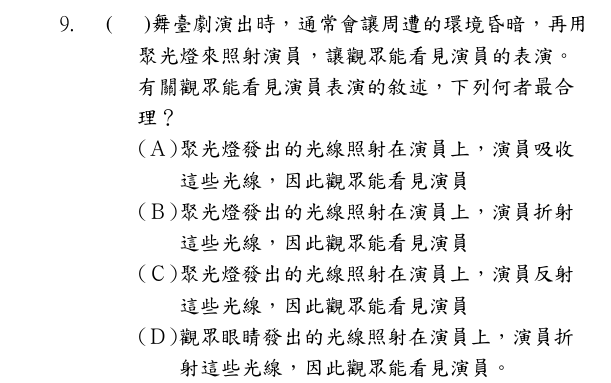 9. （　）舞臺劇演出時，通常會讓周遭的環境昏暗，再用
聚光燈來照射演員，讓觀眾能看見演員的表演。
有關觀眾能看見演員表演的敘述，下列何者最合
理？
（A）聚光燈發出的光線照射在演員上，演員吸收
這些光線，因此觀眾能看見演員
（B）聚光燈發出的光線照射在演員上，演員折射
這些光線，因此觀眾能看見演員
（C）聚光燈發出的光線照射在演員上，演員反射
這些光線，因此觀眾能看見演員
（D）觀眾眼睛發出的光線照射在演員上，演員折
射這些光線，因此觀眾能看見演員。